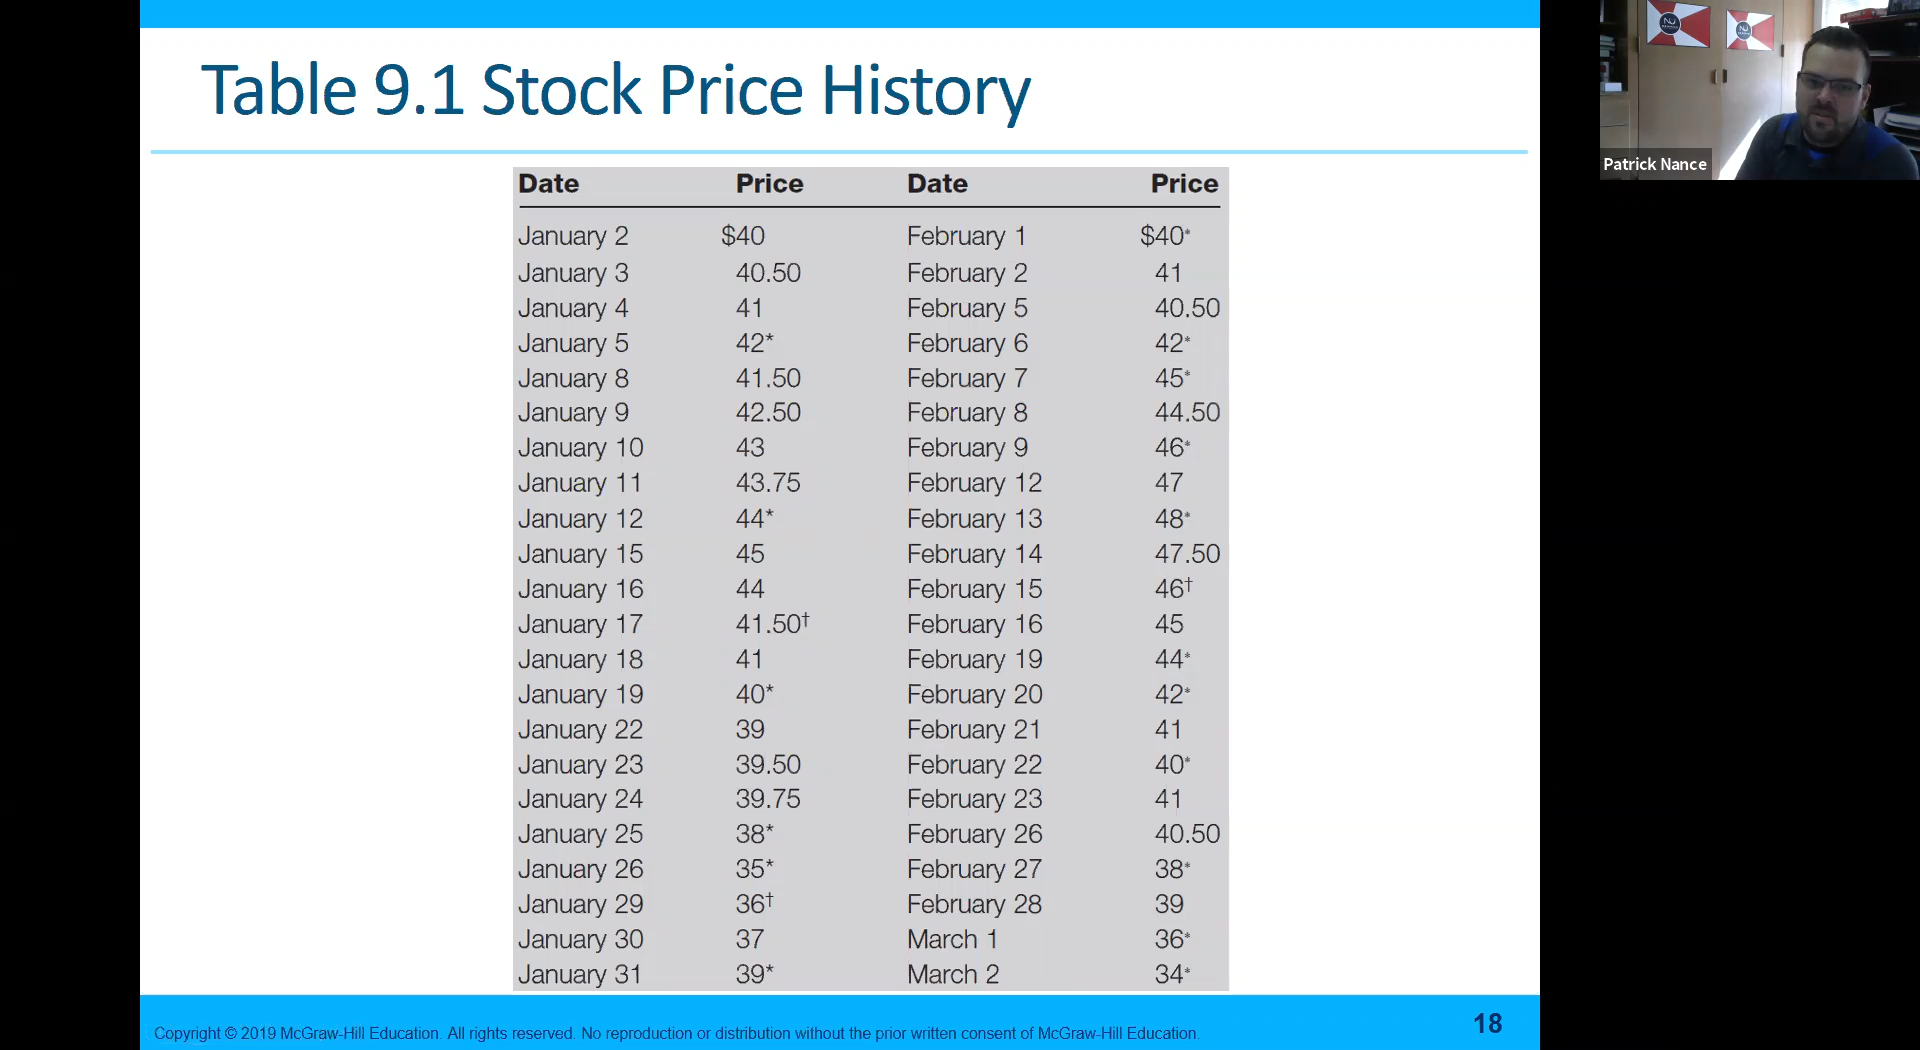 Table 9.1 Stock Price History
Date Price Date Price
January 2 $40 February 1 $40*
January 3 40.50 February 2 41
January 4 41 February 5 40.50
January 5 42* February 6 42*
January 8 41.50 February 7 45*
January 9 42.50 February 8 44.50
January 10 43 February 9 46*
January 11 43.75 February 12 47
January 12 44* February 13 48*
January 15 45 February 14 47.50
January 16 44 February 15 46†
January 17 41.50† February 16 45
January 18 41 February 19 44*
January 19 40* February 20 42*
January 22 39 February 21 41
January 23 39.50 February 22 40*
January 24 39.75 February 23 41
January 25 38* February 26 40.50
January 26 35* February 27 38*
January 29 36† February 28 39
January 30 37 March 1 36*
January 31 39* March 2 34*
Copyright © 2019 McGraw-Hill Education. All rights reserved. No reproduction or distribution without the prior written consent of McGraw-Hill Education.
18
NU
NU
Patrick Nance